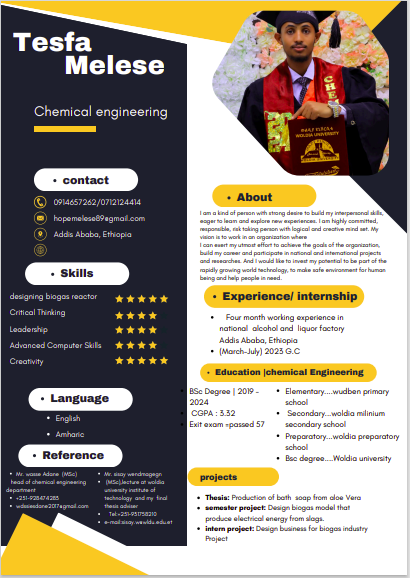 Tesfa
Melese
Chemical engineering
• contact
0914657262/0712124414
hopemelese89@gmail.com
Addis Ababa, Ethiopia
• Skills
designing biogas reactor
Critical Thinking
Leadership
Advanced Computer Skills
Creativity
• Language
• English
• Amharic
• Reference
• Mr. wasse Adane (MSc)
head of chemical engineering
department
• +251-928474285
• wdesiesdane2017@gmail.com
• Mr. sisay wendmagegn
• (MSc),lecture at woldia
university institute of
technology and my final
thesis adviser
• Tel:+251-931758210
• e-mail:sisay.we@wldu.edu.et
CHEM
WOLDIA UNIVERSITY
• About
I am a kind of person with strong desire to build my interpersonal skills,
eager to learn and explore new experiences. I am highly committed,
responsible, risk taking person with logical and creative mind set. My
vision is to work in an organization where
I can exert my utmost effort to achieve the goals of the organization,
build my career and participate in national and international projects
and researches. And I would like to invest my potential to be part of the
rapidly growing world technology, to make safe environment for human
being and help people in need.
• Experience/ internship
• Four month working experience in
national alcohol and liquor factory
Addis Ababa, Ethiopia
• (March-July) 2023 G.C
• Education |chemical Engineering
• BSc Degree | 2019 -
2024
• CGPA : 3.32
• Exit exam =passed 57
• Elementary....wudben primary
school
• Secondary...woldia milinium
secondary school
• Preparatory...woldia preparatory
school
• Bsc degree....Woldia university
projects
• Thesis: Production of bath soap from aloe Vera
• semester project: Design biogas model that
produce electrical energy from slags.
• intern project: Design business for biogas industry
Project